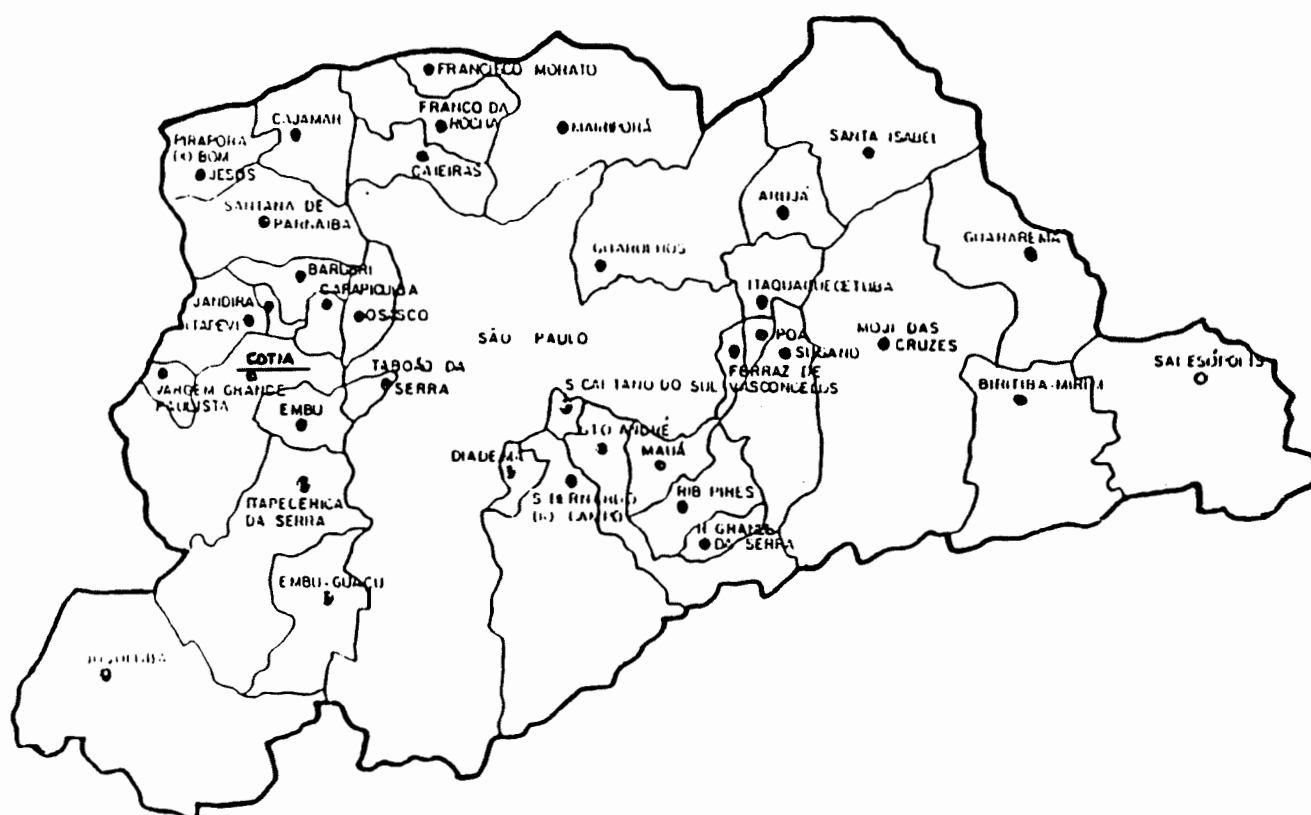 FRANCISCO MORATO
FRANCO DA
ROCHA
MAIRIPORÃ
CAJAMAR
PIRAPORA
DO BOM
JESUS
CAIEIRAS
SANTA ISABEL
SANTANA DE
PARNAIBA
ARUJÁ
GUARULHOS
GUARAREMA
BARUERI
CARAPICUIBA
JANDIRA
ITAPEVI
OSASCO
ITAQUAQUECETUBA
SÃO PAULO
POÁ
SUZANO
MOJI DAS
CRUZES
COTIA
TABOÃO DA
SERRA
FERRAZ DE
VASCONCELOS
SALESÓPOLIS
VARGEM GRANDE
PAULISTA
S CAETANO DO SUL
BIRITIBA-MIRIM
EMBU
STO ANDRÉ
MAUÁ
DIADEMA
ITAPECERICA
DA SERRA
S BERNARDO
DO CAMPO
RIB PIRES
R GRANDE
DA SERRA
EMBU-GUAÇU